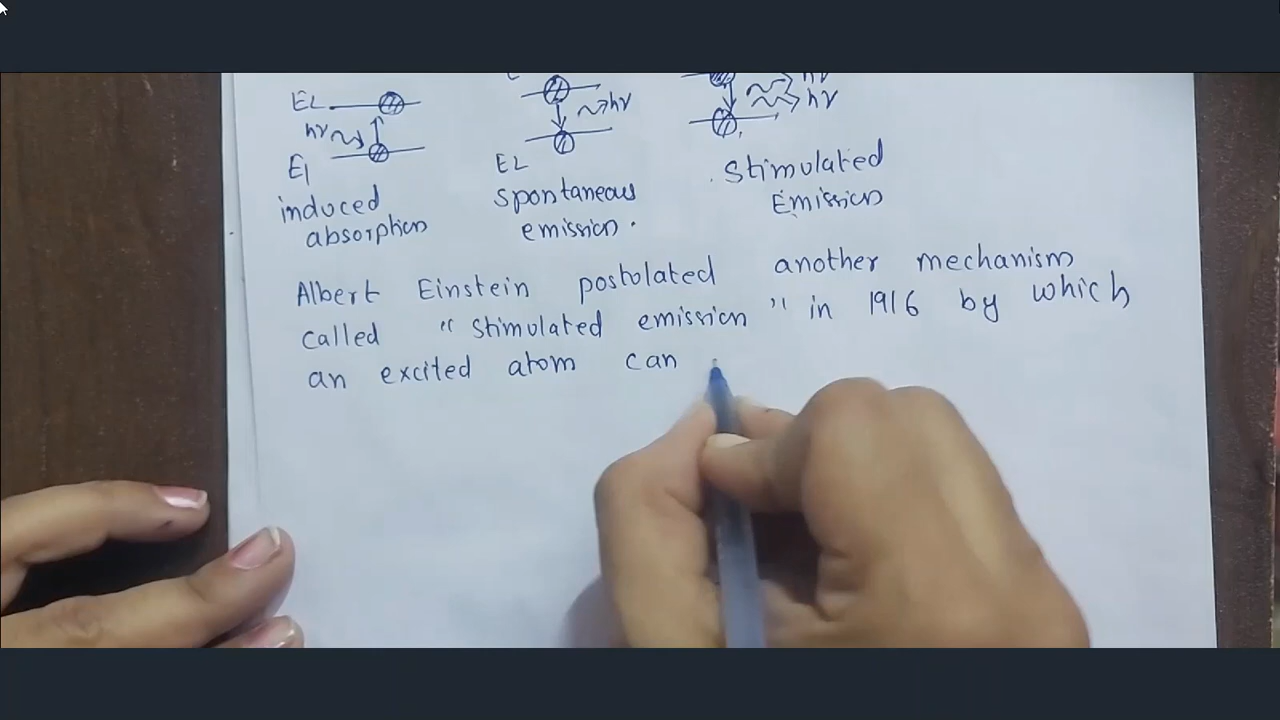 hν
E2 hν hν
hν
E1 E2 Stimulated
induced spontaneous Emission
absorption emission.
Albert Einstein postolated another mechanism
called "stimulated emission" in 1916 by which
an excited atom can